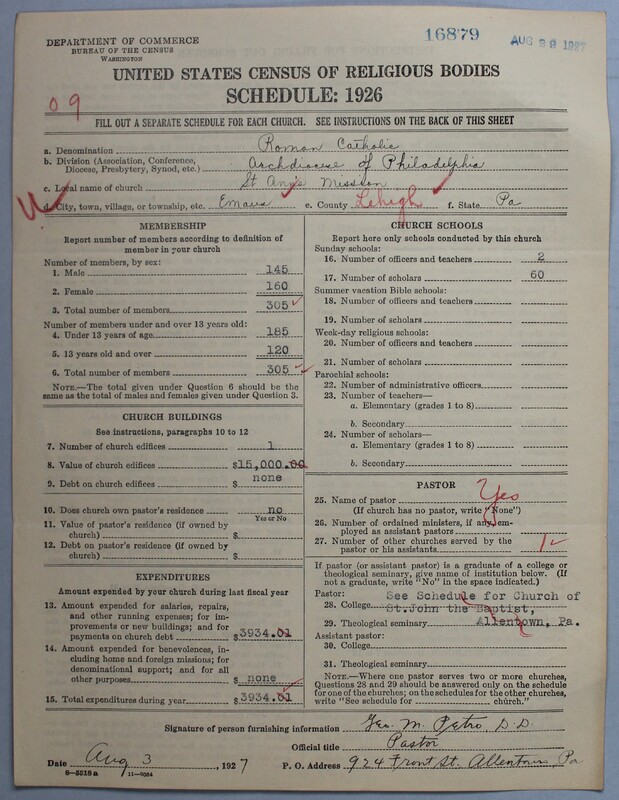 DEPARTMENT OF COMMERCE
BUREAU OF THE CENSUS
WASHINGTON
16879
AUG 22 1927
UNITED STATES CENSUS OF RELIGIOUS BODIES
SCHEDULE: 1926
09
FILL OUT A SEPARATE SCHEDULE FOR EACH CHURCH. SEE INSTRUCTIONS ON THE BACK OF THIS SHEET
a. Denomination Roman Catholic
b. Division (Association, Conference, Diocese, Presbytery, Synod, etc.) Archdiocese of Philadelphia
c. Local name of church St Ann's Mission
d. City, town, village, or township, etc. Emaus e. County Lehigh f. State Pa
MEMBERSHIP
Report number of members according to definition of
member in your church
Number of members, by sex:
1. Male 145
2. Female 160
3. Total number of members 305
Number of members under and over 13 years old:
4. Under 13 years of age 185
5. 13 years old and over 120
6. Total number of members 305
NOTE.—The total given under Question 6 should be the
same as the total of males and females given under Question 3.
CHURCH BUILDINGS
See instructions, paragraphs 10 to 12
7. Number of church edifices 1
8. Value of church edifices $15,000.00
9. Debt on church edifices $ none
10. Does church own pastor's residence no
Yes or No
11. Value of pastor's residence (if owned by
church) $
12. Debt on pastor's residence (if owned by
church) $
EXPENDITURES
Amount expended by your church during last fiscal year
13. Amount expended for salaries, repairs,
and other running expenses; for im-
provements or new buildings; and for
payments on church debt $3934.01
14. Amount expended for benevolences, in-
cluding home and foreign missions; for
denominational support; and for all
other purposes $ none
15. Total expenditures during year $3934.01
CHURCH SCHOOLS
Report here only schools conducted by this church
Sunday schools:
16. Number of officers and teachers 2
17. Number of scholars 60
Summer vacation Bible schools:
18. Number of officers and teachers
19. Number of scholars
Week-day religious schools:
20. Number of officers and teachers
21. Number of scholars
Parochial schools:
22. Number of administrative officers
23. Number of teachers—
a. Elementary (grades 1 to 8)
b. Secondary
24. Number of scholars—
a. Elementary (grades 1 to 8)
b. Secondary
PASTOR
25. Name of pastor Yes
(If church has no pastor, write "None")
26. Number of ordained ministers, if any, em-
ployed as assistant pastors
27. Number of other churches served by the
pastor or his assistants 1
If pastor (or assistant pastor) is a graduate of a college or
theological seminary, give name of institution below. (If
not a graduate, write "No" in the space indicated.)
Pastor: See Schedule for Church of
28. College St.John the Baptist,
29. Theological seminary Allentown, Pa.
Assistant pastor:
30. College
31. Theological seminary
NOTE.—Where one pastor serves two or more churches,
Questions 28 and 29 should be answered only on the schedule
for one of the churches; on the schedules for the other churches,
write "See schedule for church."
Signature of person furnishing information Geo. M. Petro, D.D.
Official title Pastor
Date Aug 3, 1927 P. O. Address 924 Front St. Allentown Pa
8—5518 a 11—9084